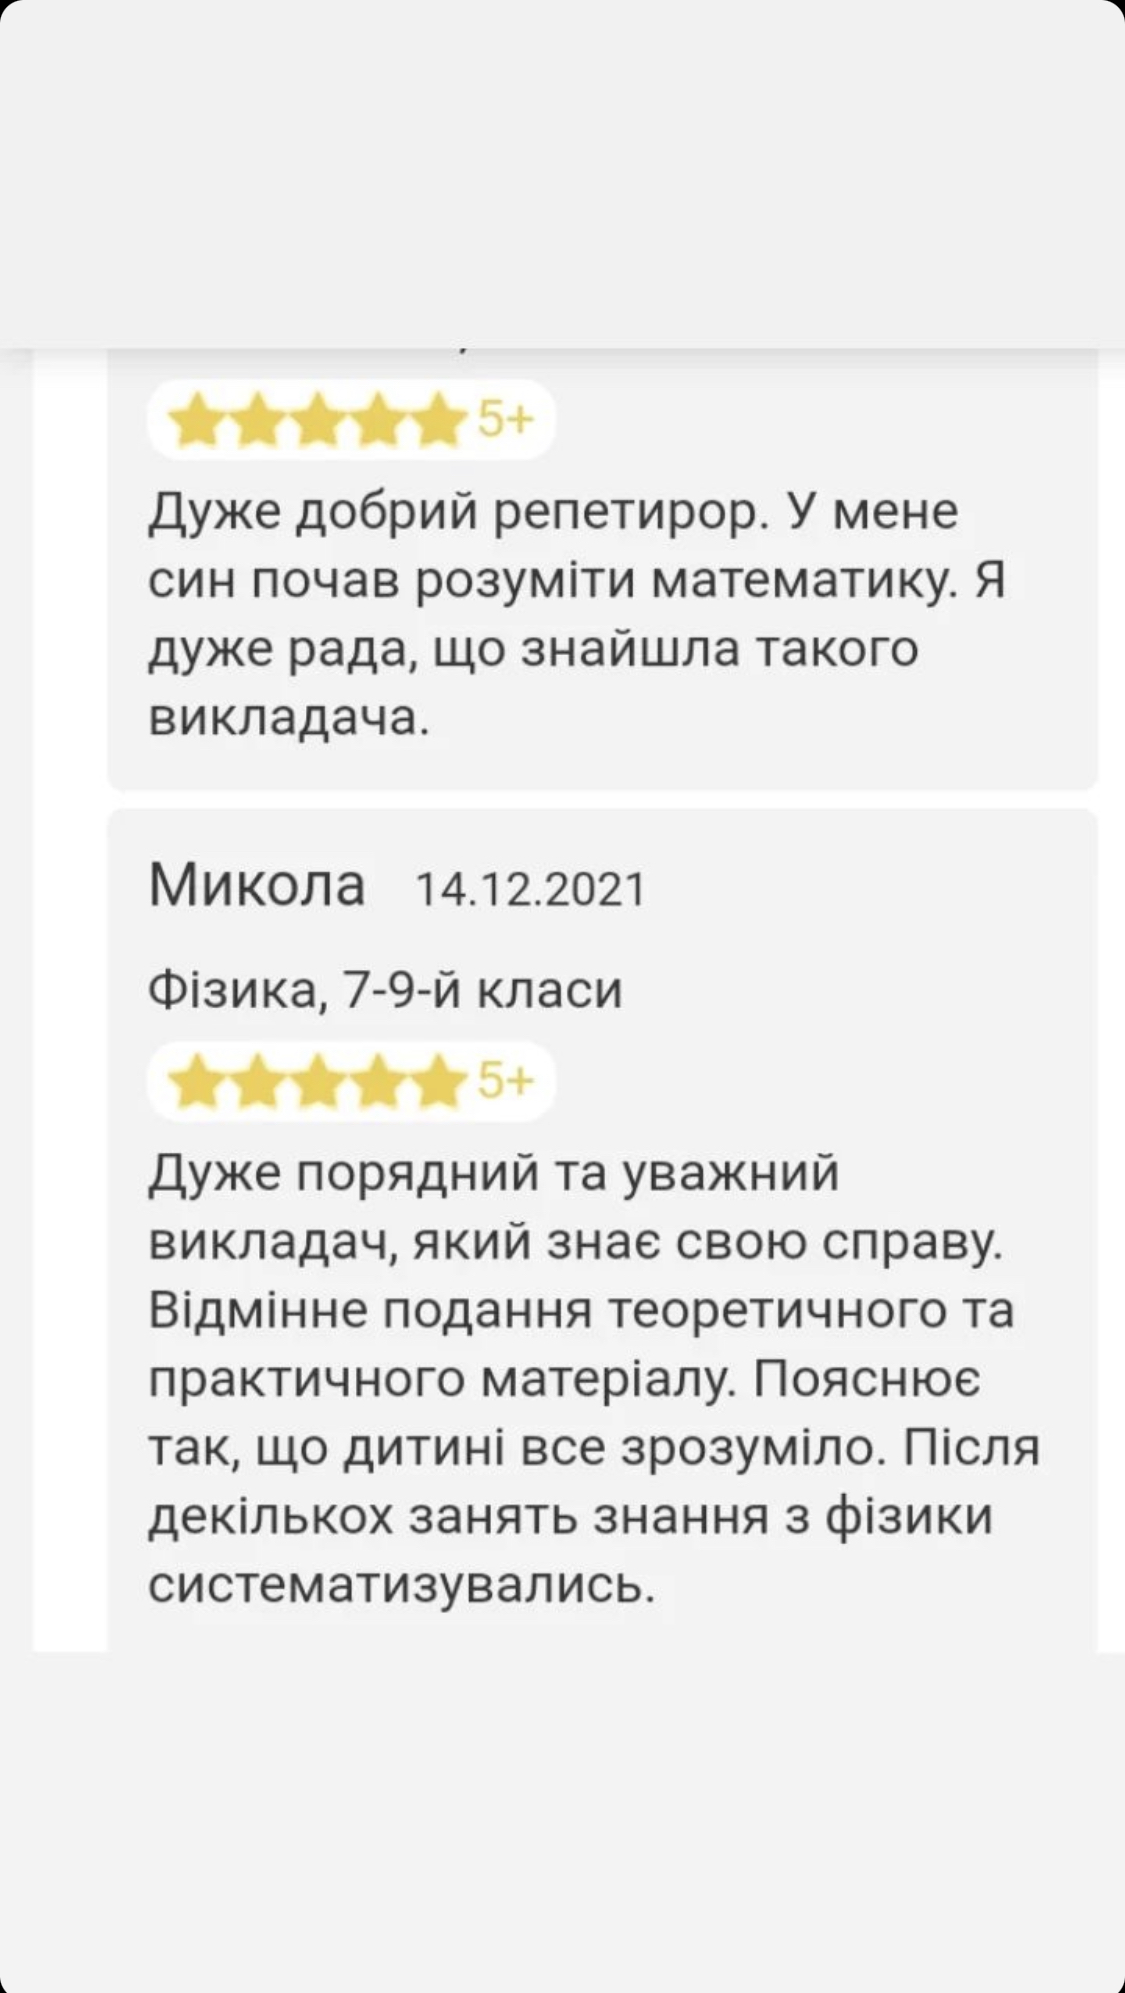 5+
Дуже добрий репетирор. У мене
син почав розуміти математику. Я
дуже рада, що знайшла такого
викладача.
Микола 14.12.2021
Фізика, 7-9-й класи
5+
Дуже порядний та уважний
викладач, який знає свою справу.
Відмінне подання теоретичного та
практичного матеріалу. Пояснює
так, що дитині все зрозуміло. Після
декількох занять знання з фізики
систематизувались.